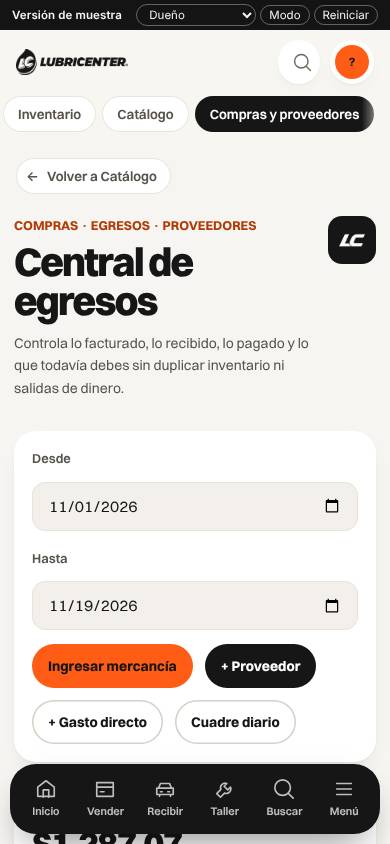 Versión de muestra Dueño Modo Reiniciar
LC LUBRICENTER. ?
Inventario Catálogo Compras y proveedores
← Volver a Catálogo
COMPRAS · EGRESOS · PROVEEDORES
Central de
egresos
LC
Controla lo facturado, lo recibido, lo pagado y lo
que todavía debes sin duplicar inventario ni
salidas de dinero.
Desde
11/01/2026
Hasta
11/19/2026
Ingresar mercancía + Proveedor
+ Gasto directo Cuadre diario
Inicio Vender Recibir Taller Buscar Menú